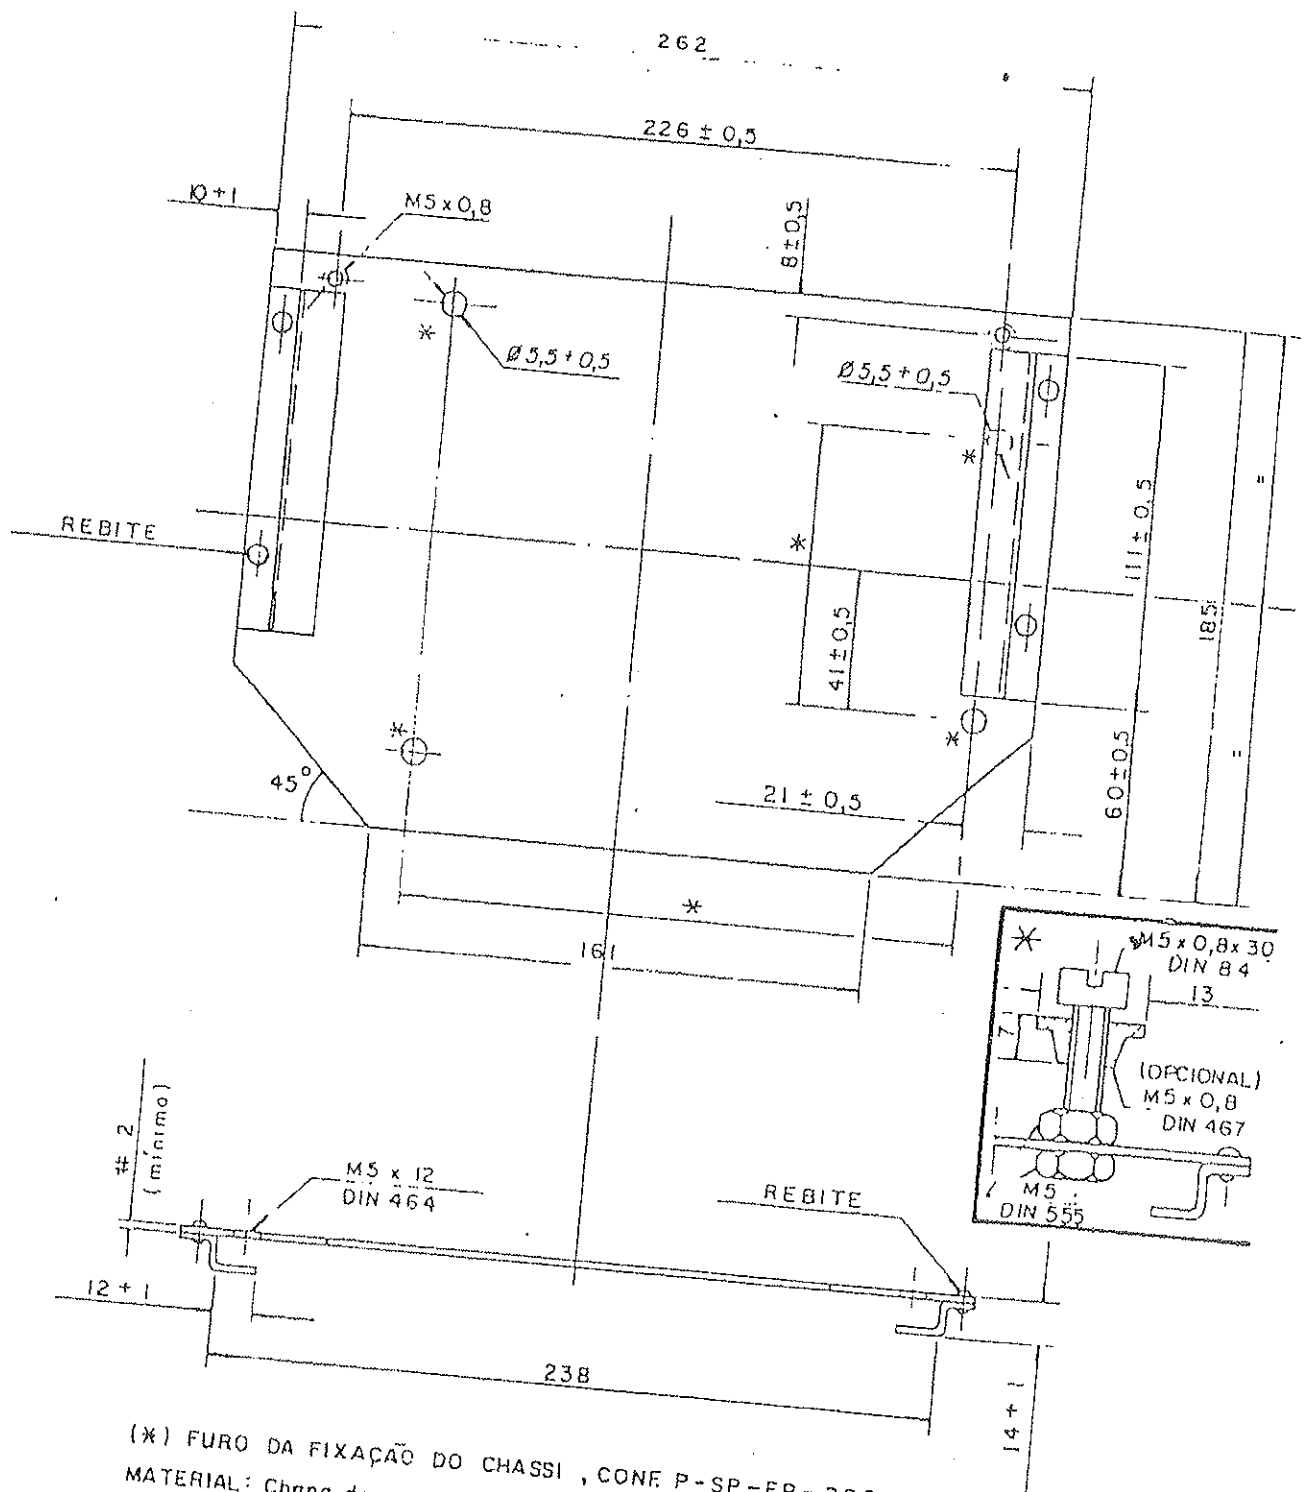 262
226 ± 0,5
10+1
M5 x 0,8
8±0,5
Ø5,5+0,5
Ø5,5+0,5
*
*
*
REBITE
111±0,5
=
185
41±0,5
*
*
45°
21 ± 0,5
60±0,5
=
*
161
*
M5 x 0,8 x 30
DIN 84
13
7
(OPCIONAL)
M5 x 0,8
DIN 467
M5
DIN 555
# 2
(mínimo)
M5 x 12
DIN 464
REBITE
12 + 1
238
14 + 1
(*) FURO DA FIXAÇÃO DO CHASSI , CONF. P-SP-EP-
MATERIAL: